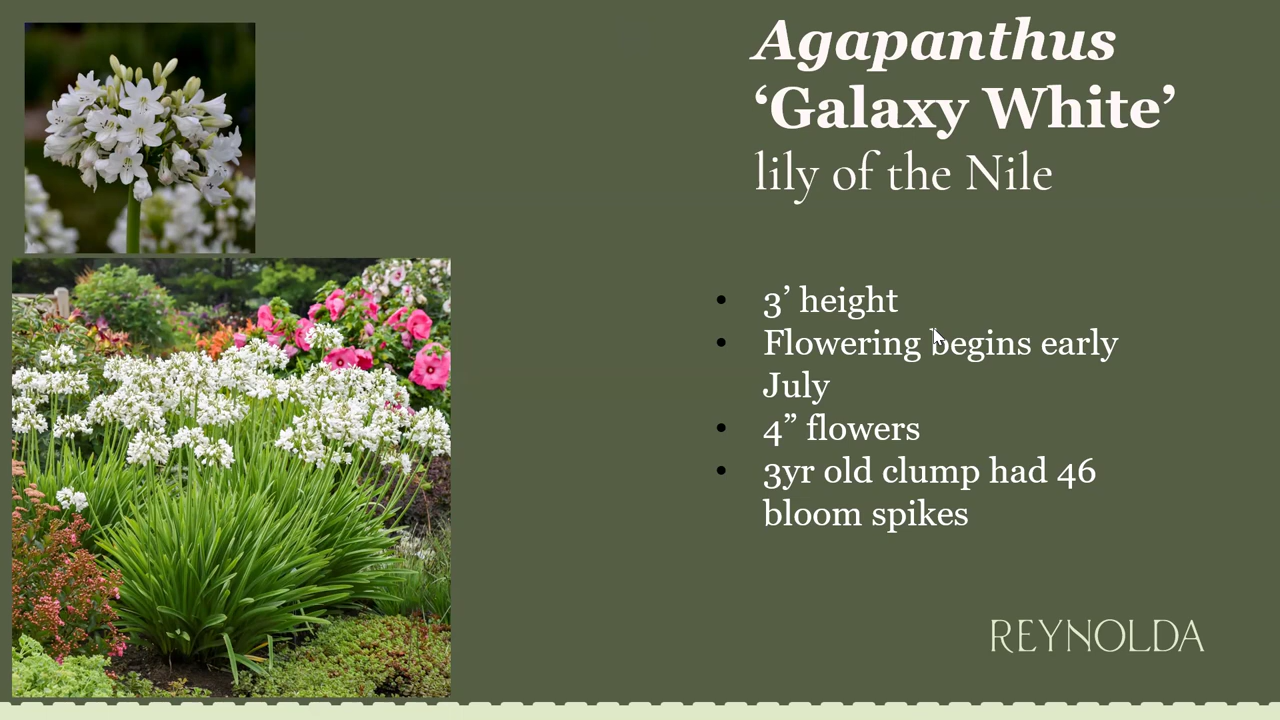 Agapanthus
‘Galaxy White’
lily of the Nile
• 3’ height
• Flowering begins early
July
• 4” flowers
• 3yr old clump had 46
bloom spikes
REYNOLDA